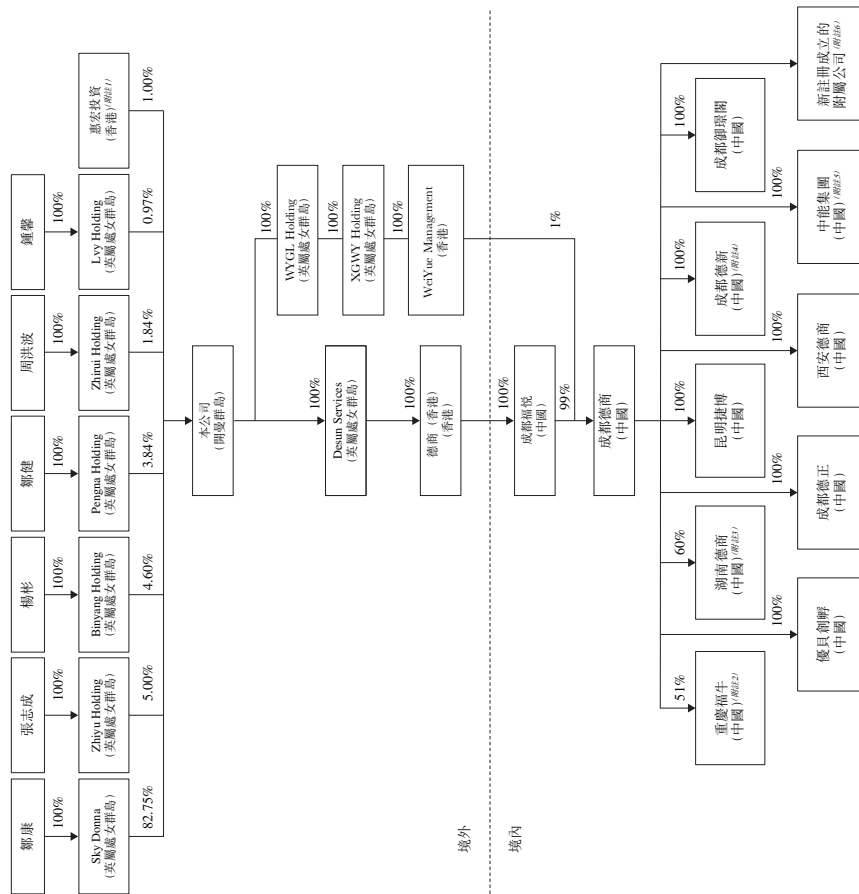 鄒康
張志成
楊彬
鄒健
周洪波
鍾馨
100%
100%
100%
100%
100%
100%
Sky Donna
(英屬處女群島)
Zhiyu Holding
(英屬處女群島)
Binyang Holding
(英屬處女群島)
Pengna Holding
(英屬處女群島)
Zhirui Holding
(英屬處女群島)
Lvy Holding
(英屬處女群島)
惠宏投資
(香港)(附註1)
82.75%
5.00%
4.60%
3.84%
1.84%
0.97%
1.00%
本公司
(開曼群島)
100%
WYGL Holding
(英屬處女群島)
100%
Desun Services
(英屬處女群島)
100%
XGWY Holding
(英屬處女群島)
100%
德商 (香港)
(香港)
100%
WeiYue Management
(香港)
境外
境內
100%
成都福悅
(中國)
99%
1%
成都德商
(中國)
51%
60%
100%
100%
100%
重慶福牛
(中國)(附註2)
湖南德商
(中國)(附註3)
昆明捷博
(中國)
成都德新
(中國)(附註4)
成都御璟閣
(中國)
100%
100%
100%
100%
優貝創孵
(中國)
成都德正
(中國)
西安德商
(中國)
中能集團
(中國)(附註5)
新註冊成立的
附屬公司(附註6)